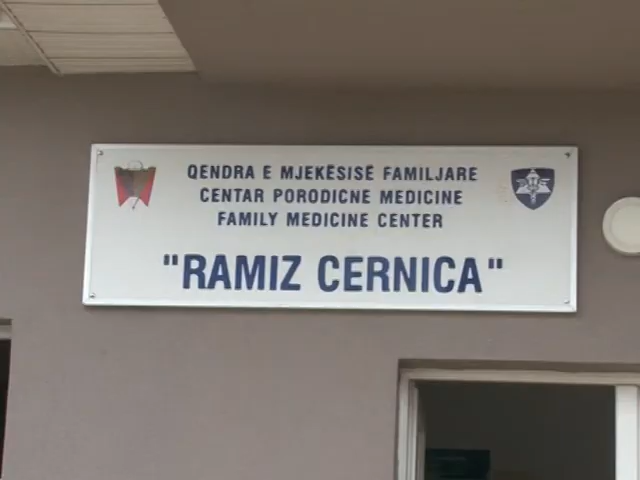 QENDRA E MJEKËSISË FAMILJARE
CENTAR PORODICNE MEDICINE
FAMILY MEDICINE CENTER
"RAMIZ CERNICA"